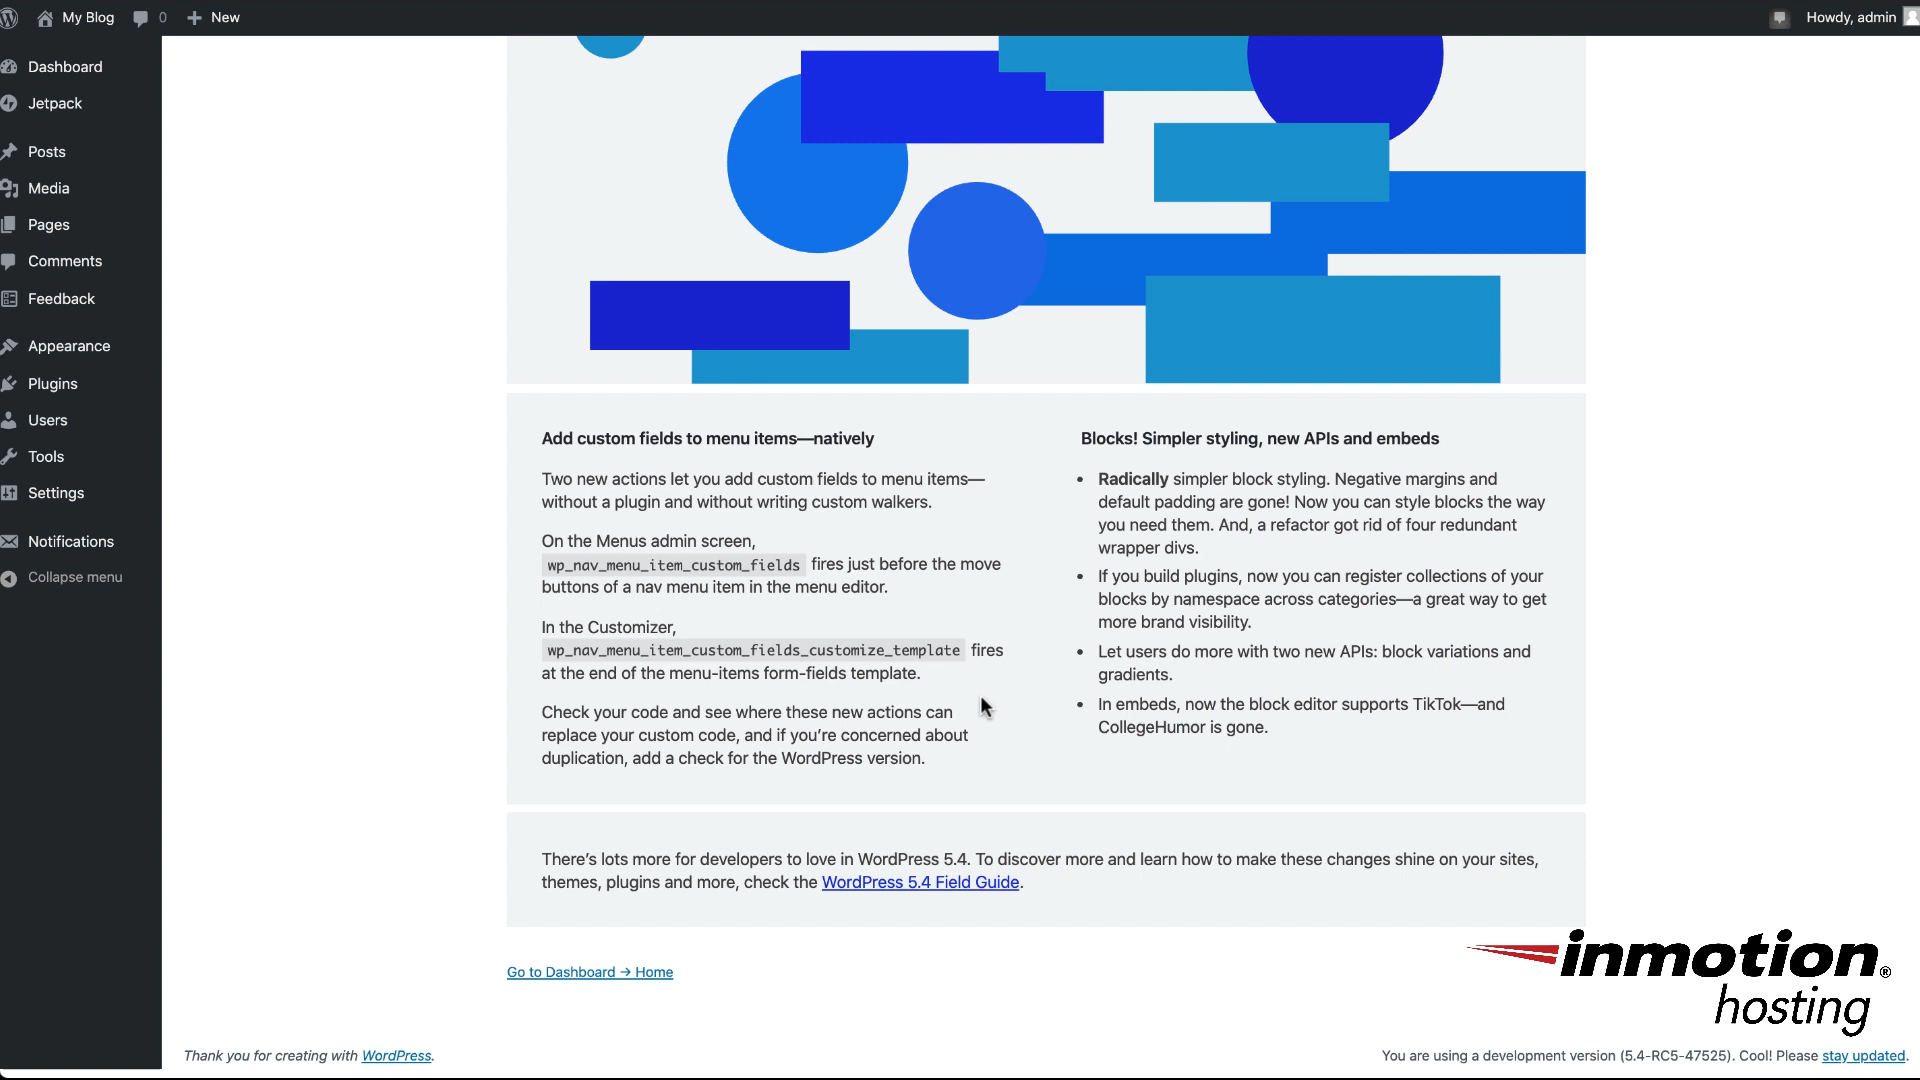 My Blog 0 New
Howdy, admin
Dashboard
Jetpack
Posts
Media
Pages
Comments
Feedback
Appearance
Plugins
Users
Tools
Settings
Notifications
Collapse menu
Add custom fields to menu items—natively
Two new actions let you add custom fields to menu items—
without a plugin and without writing custom walkers.
On the Menus admin screen,
wp_nav_menu_item_custom_fields fires just before the move
buttons of a nav menu item in the menu editor.
In the Customizer,
wp_nav_menu_item_custom_fields_customize_template fires
at the end of the menu-items form-fields template.
Check your code and see where these new actions can
replace your custom code, and if you’re concerned about
duplication, add a check for the WordPress version.
Blocks! Simpler styling, new APIs and embeds
• Radically simpler block styling. Negative margins and
default padding are gone! Now you can style blocks the way
you need them. And, a refactor got rid of four redundant
wrapper divs.
• If you build plugins, now you can register collections of your
blocks by namespace across categories—a great way to get
more brand visibility.
• Let users do more with two new APIs: block variations and
gradients.
• In embeds, now the block editor supports TikTok—and
CollegeHumor is gone.
There’s lots more for developers to love in WordPress 5.4. To discover more and learn how to make these changes shine on your sites,
themes, plugins and more, check the WordPress 5.4 Field Guide.
Go to Dashboard → Home
inmotion®
hosting
Thank you for creating with WordPress.
You are using a development version (5.4-RC5-47525). Cool! Please stay updated.